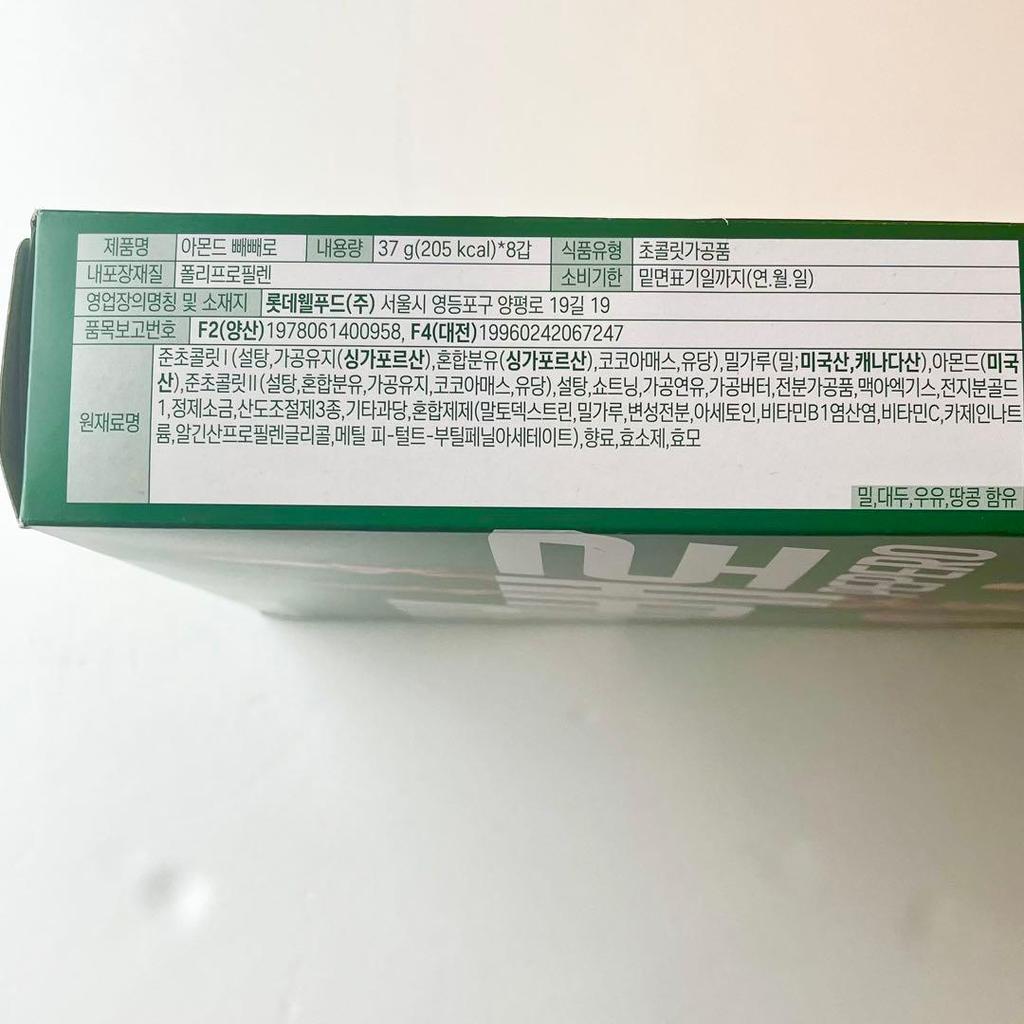 제품명 아몬드 빼빼로 내용량 37 g(205 kcal)*8갑 식품유형 초콜릿가공품
내포장재질 폴리프로필렌 소비기한 밑면표기일까지(연.월.일)
영업장의명칭 및 소재지 롯데웰푸드(주) 서울시 영등포구 양평로 19길 19
품목보고번호 F2(양산)1978061400958, F4(대전)19960242067247
원재료명 준초콜릿Ⅰ(설탕,가공유지(싱가포르산),혼합분유(싱가포르산),코코아매스,유당),밀가루(밀;미국산,캐나다산),아몬드(미국
산),준초콜릿Ⅱ(설탕,혼합분유,가공유지,코코아매스,유당),설탕,쇼트닝,가공연유,가공버터,전분가공품,맥아엑기스,전지분골드
1,정제소금,산도조절제3종,기타과당,혼합제제(말토덱스트린,밀가루,변성전분,아세토인,비타민B1염산염,비타민C,카제인나트
륨,알긴산프로필렌글리콜,메틸 피-털트-부틸페닐아세테이트),향료,효소제,효모
밀,대두,우유,땅콩 함유
PEPERO